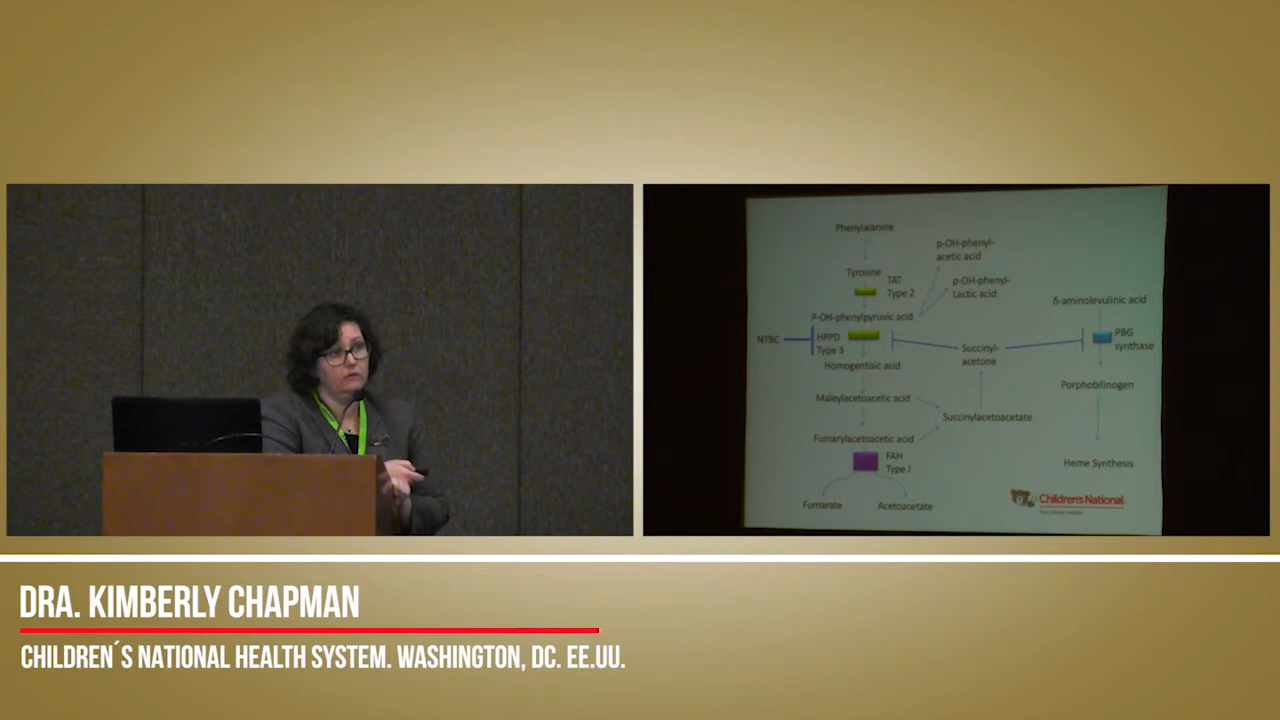 Phenylalanine
p-OH-phenyl-
acetic acid
Tyrosine
TAT
Type 2
p-OH-phenyl-
Lactic acid
δ-aminolevulinic acid
P-OH-phenylpyruvic acid
NTBC
HPPD
Type 3
PBG
synthase
Succinyl-
acetone
Homogentisic acid
Porphobilinogen
Maleylacetoacetic acid
Succinylacetoacetate
Fumarylacetoacetic acid
FAH
Type I
Heme Synthesis
Children's National
Fumarate
Acetoacetate
DRA. KIMBERLY CHAPMAN
CHILDREN´S NATIONAL HEALTH SYSTEM. WASHINGTON, DC. EE.UU.